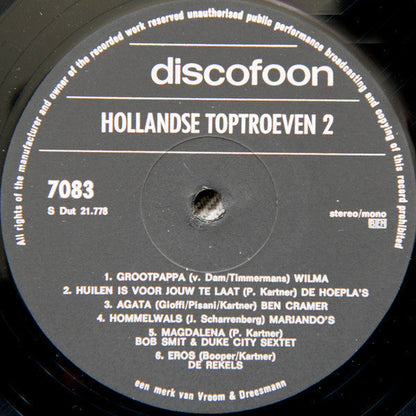 All rights of the manufacturer and owner of the recorded work reserved unauthorised public performance broadcasting and copying of this record prohibited
discofoon
HOLLANDSE TOPTROEVEN 2
7083
S Dut 21.778
stereo/mono
BIEM
1. GROOTPAPPA (v. Dam/Timmermans) WILMA
2. HUILEN IS VOOR JOUW TE LAAT (P. Kartner) DE HOEPLA'S
3. AGATA (Gioffi/Pisani/Kartner) BEN CRAMER
4. HOMMELWALS (J. Scharrenberg) MARJANDO'S
5. MAGDALENA (P. Kartner)
BOB SMIT & DUKE CITY SEXTET
6. EROS (Booper/Kartner)
DE REKELS
een merk van Vroom & Dreesmann